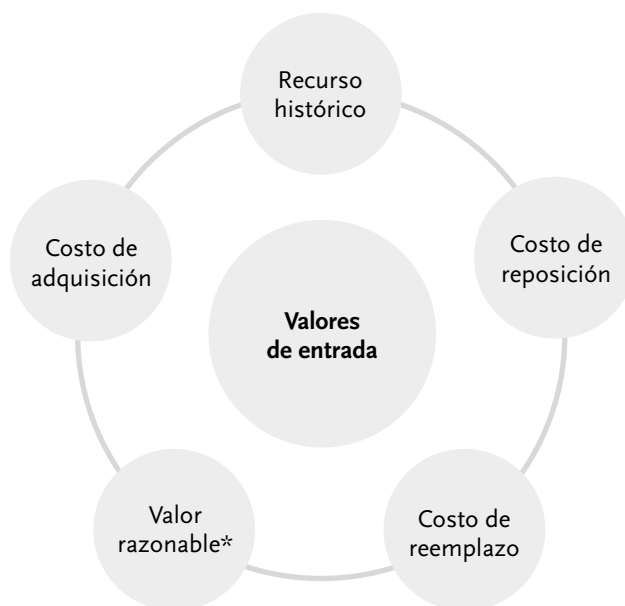 Recurso
histórico
Costo de
adquisición
Costo de
reposición
Valores
de entrada
Valor
razonable*
Costo de
reemplazo